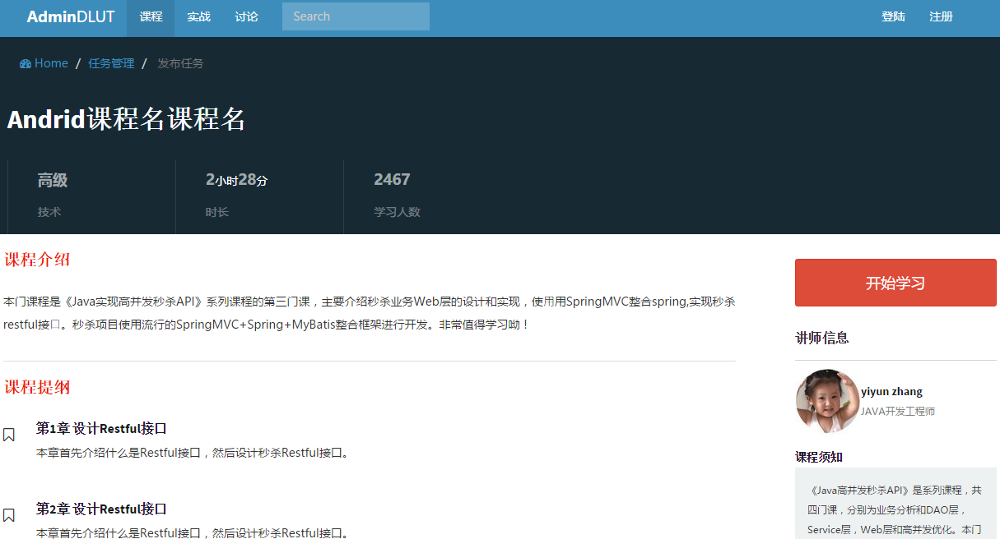 AdminDLUT 课程 实战 讨论 Search 登陆 注册
Home / 任务管理 / 发布任务
Andrid课程名课程名
高级 2小时28分 2467
技术 时长 学习人数
课程介绍
本门课程是《Java实现高并发秒杀API》系列课程的第三门课，主要介绍秒杀业务Web层的设计和实现，使用用SpringMVC整合spring,实现秒杀
restful接口。秒杀项目使用流行的SpringMVC+Spring+MyBatis整合框架进行开发。非常值得学习呦！
课程提纲
第1章 设计Restful接口
本章首先介绍什么是Restful接口，然后设计秒杀Restful接口。
第2章 设计Restful接口
本章首先介绍什么是Restful接口，然后设计秒杀Restful接口。
开始学习
讲师信息
yiyun zhang
JAVA开发工程师
课程须知
《Java高并发秒杀API》是系列课程，共
四门课，分别为业务分析和DAO层，
Service层，Web层和高并发优化。本门